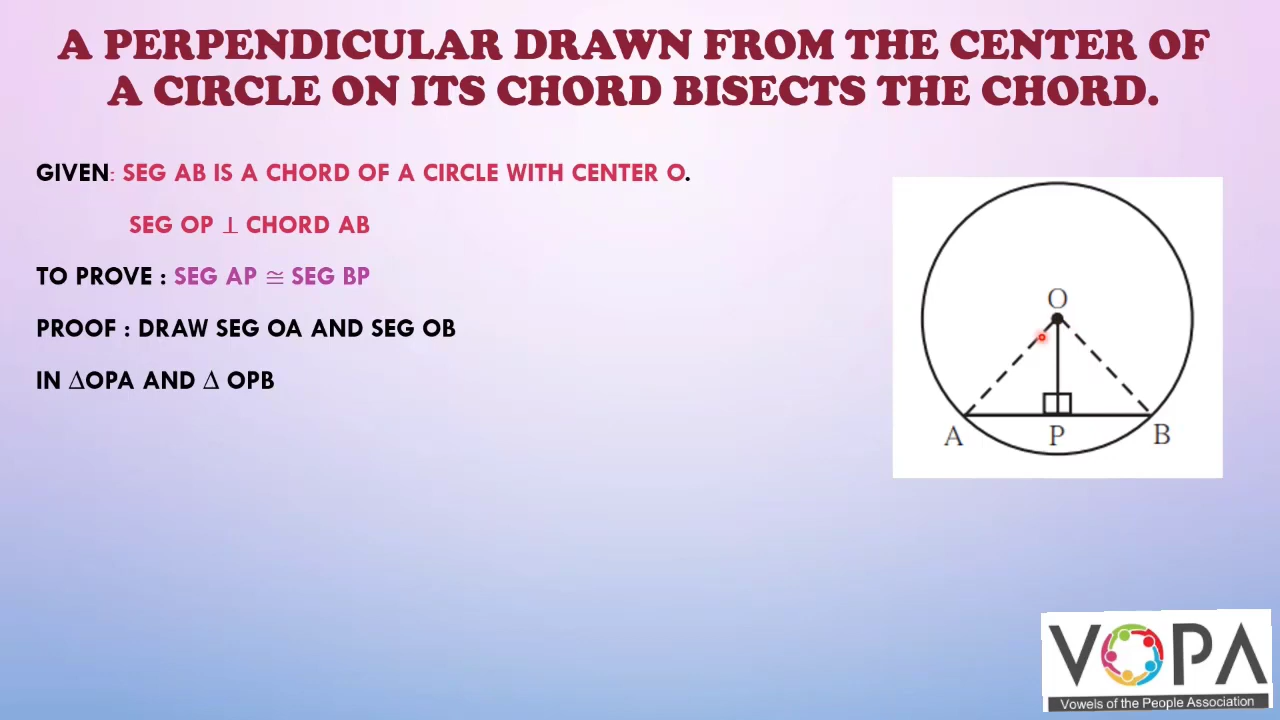 A PERPENDICULAR DRAWN FROM THE CENTER OF
A CIRCLE ON ITS CHORD BISECTS THE CHORD.
GIVEN: SEG AB IS A CHORD OF A CIRCLE WITH CENTER O.
SEG OP ⊥ CHORD AB
TO PROVE : SEG AP ≅ SEG BP
PROOF : DRAW SEG OA AND SEG OB
IN ∆OPA AND ∆ OPB
O
A P B
VOPA
Vowels of the People Association